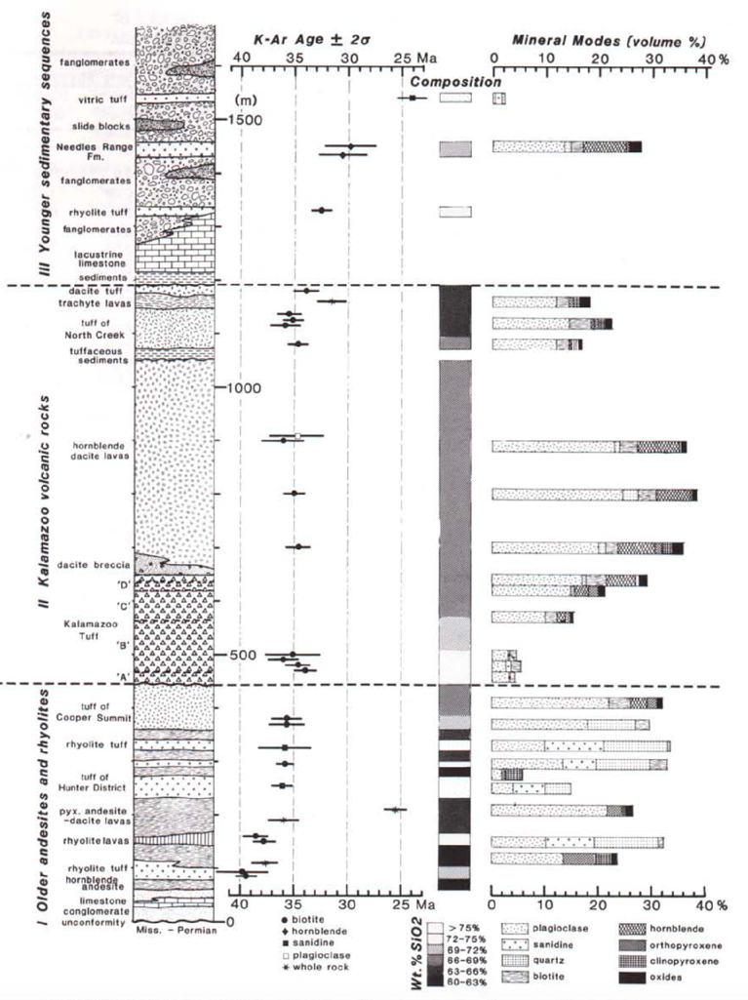 K-Ar Age ± 2σ
Mineral Modes (volume %)
40 35 30 25 Ma
0 10 20 30 40 %
Composition
III Younger sedimentary sequences
fanglomerates
vitric tuff
slide blocks
Needles Range
Fm.
fanglomerates
rhyolite tuff
fanglomerates
lacustrine
limestone
sediments
(m)
1500
II Kalamazoo volcanic rocks
dacite tuff
trachyte lavas
tuff of
North Creek
tuffaceous
sediments
1000
hornblende
dacite lavas
dacite breccia
'D'
'C'
Kalamazoo
Tuff
'B'
'A'
500
I Older andesites and rhyolites
tuff of
Cooper Summit
rhyolite tuff
tuff of
Hunter District
pyx. andesite
-dacite lavas
rhyolite lavas
rhyolite tuff
hornblende
andesite
limestone
conglomerate
unconformity
0
Miss. - Permian
40 35 30 25 Ma
0 10 20 30 40 %
biotite
hornblende
sanidine
plagioclase
whole rock
Wt. % SiO2
>75%
72-75%
69-72%
66-69%
63-66%
60-63%
plagioclase
sanidine
quartz
biotite
hornblende
orthopyroxene
clinopyroxene
oxides